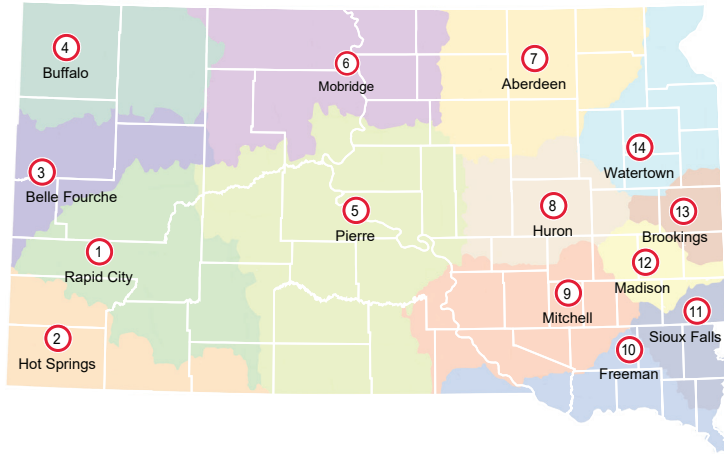 4
Buffalo
6
Mobridge
7
Aberdeen
14
Watertown
3
Belle Fourche
5
Pierre
8
Huron
13
Brookings
1
Rapid City
12
Madison
9
Mitchell
11
Sioux Falls
2
Hot Springs
10
Freeman